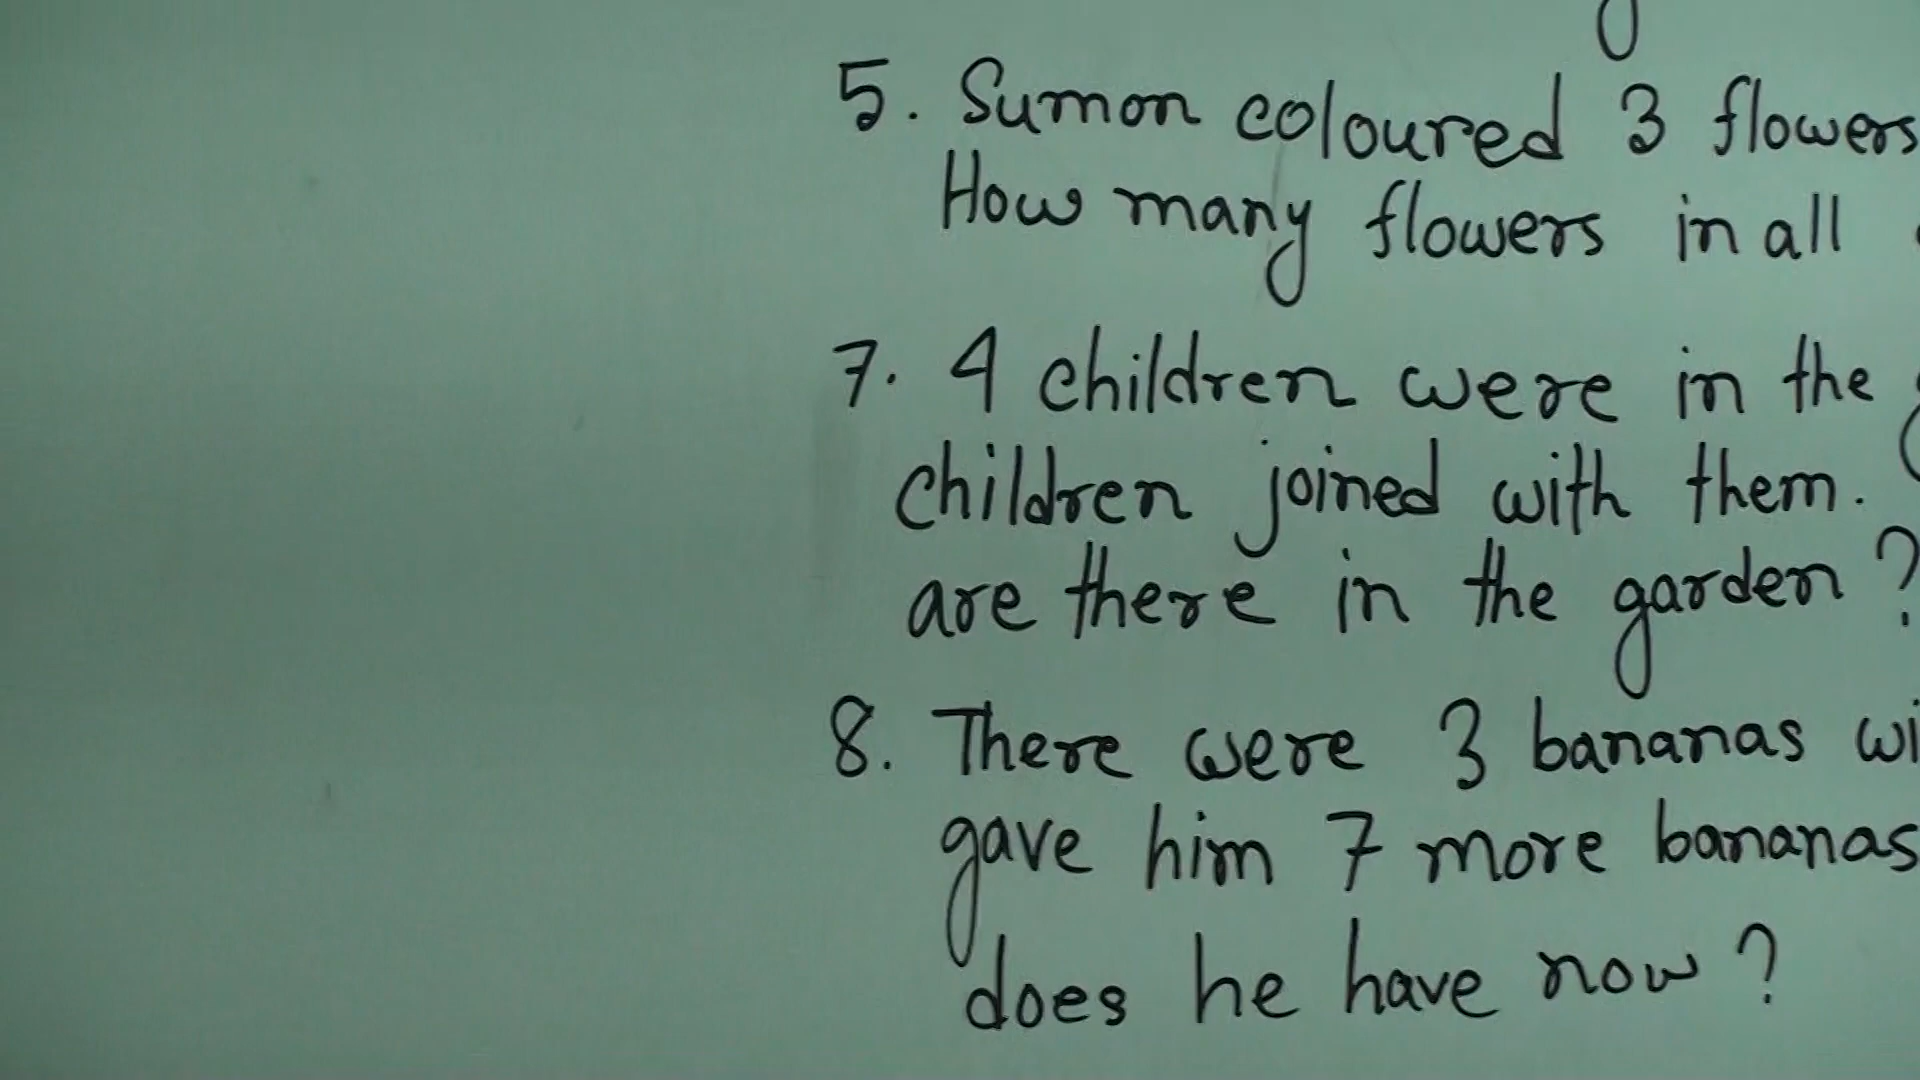 5. Sumon coloured 3 flowers
How many flowers in all
7. 4 children were in the
children joined with them.
are there in the garden ?
8. There were 3 bananas
gave him 7 more bananas
does he have now ?